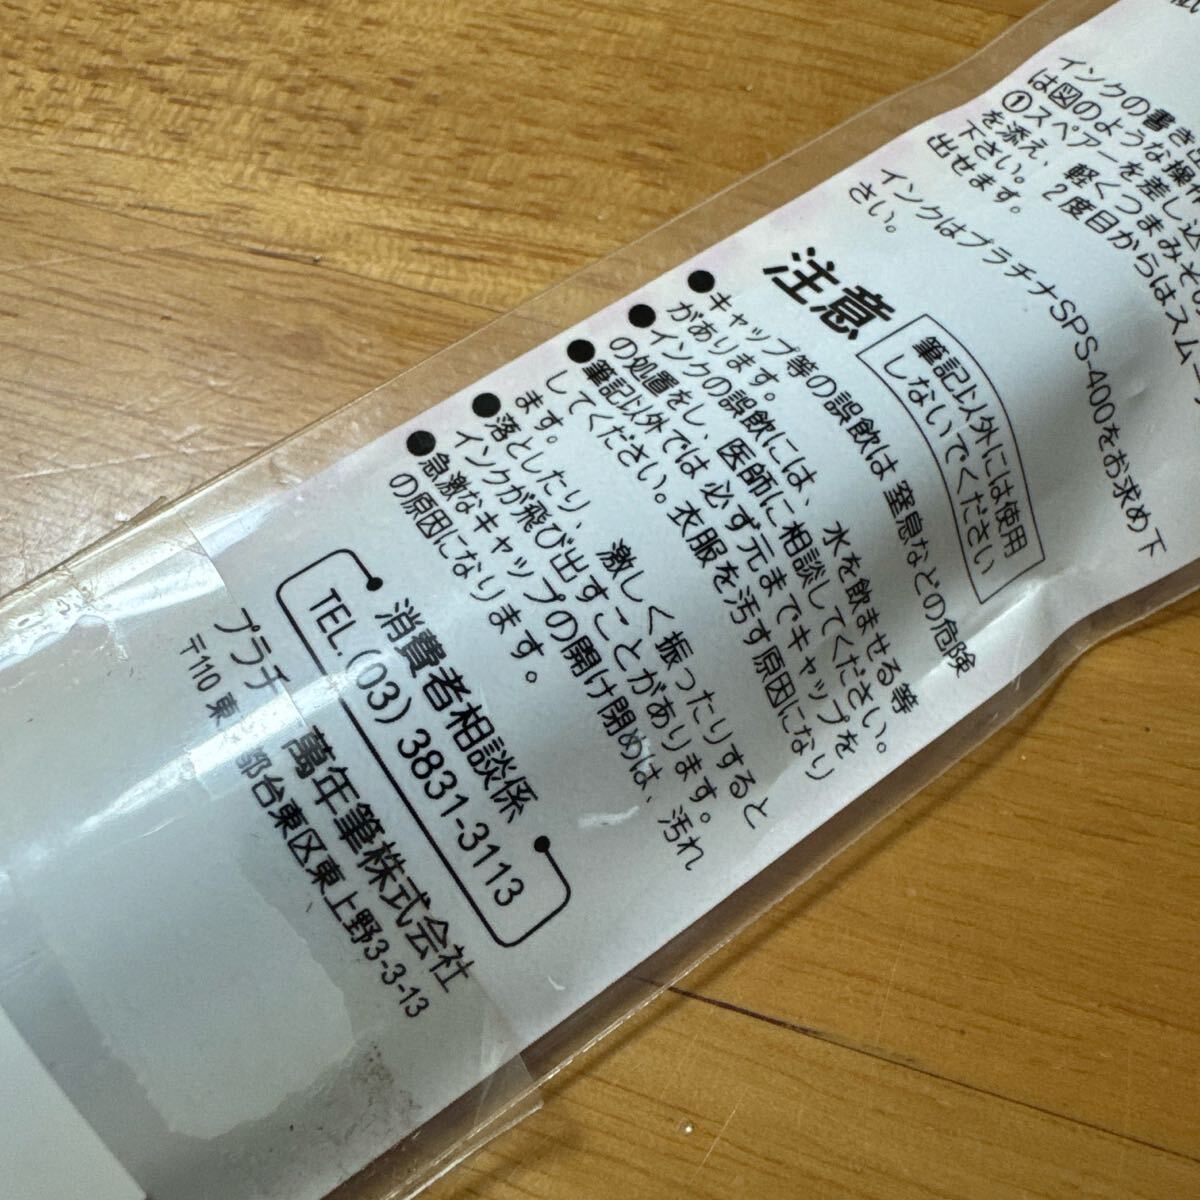 インクの書き
は図のような操作
①スペアーを差し込
を添え、軽くつまみ
下さい。2度目からはスムー
出せます。
インクはプラチナSPS-400をお求め下
さい。
注意
筆記以外には使用
しないでください
●キャップ等の誤飲は窒息などの危険
があります。
●インクの誤飲には、水を飲ませる等
の処置をし、医師に相談してください。
●筆記以外では必ず元までキャップを
してください。衣服を汚す原因になり
ます。
●落としたり、激しく振ったりすると
インクが飛び出すことがあります。
●急激なキャップの開け閉めは、汚れ
の原因になります。
消費者相談係
TEL.(03)3831-3113
プラチ 萬年筆株式会社
〒110 東 都台東区東上野3-3-13